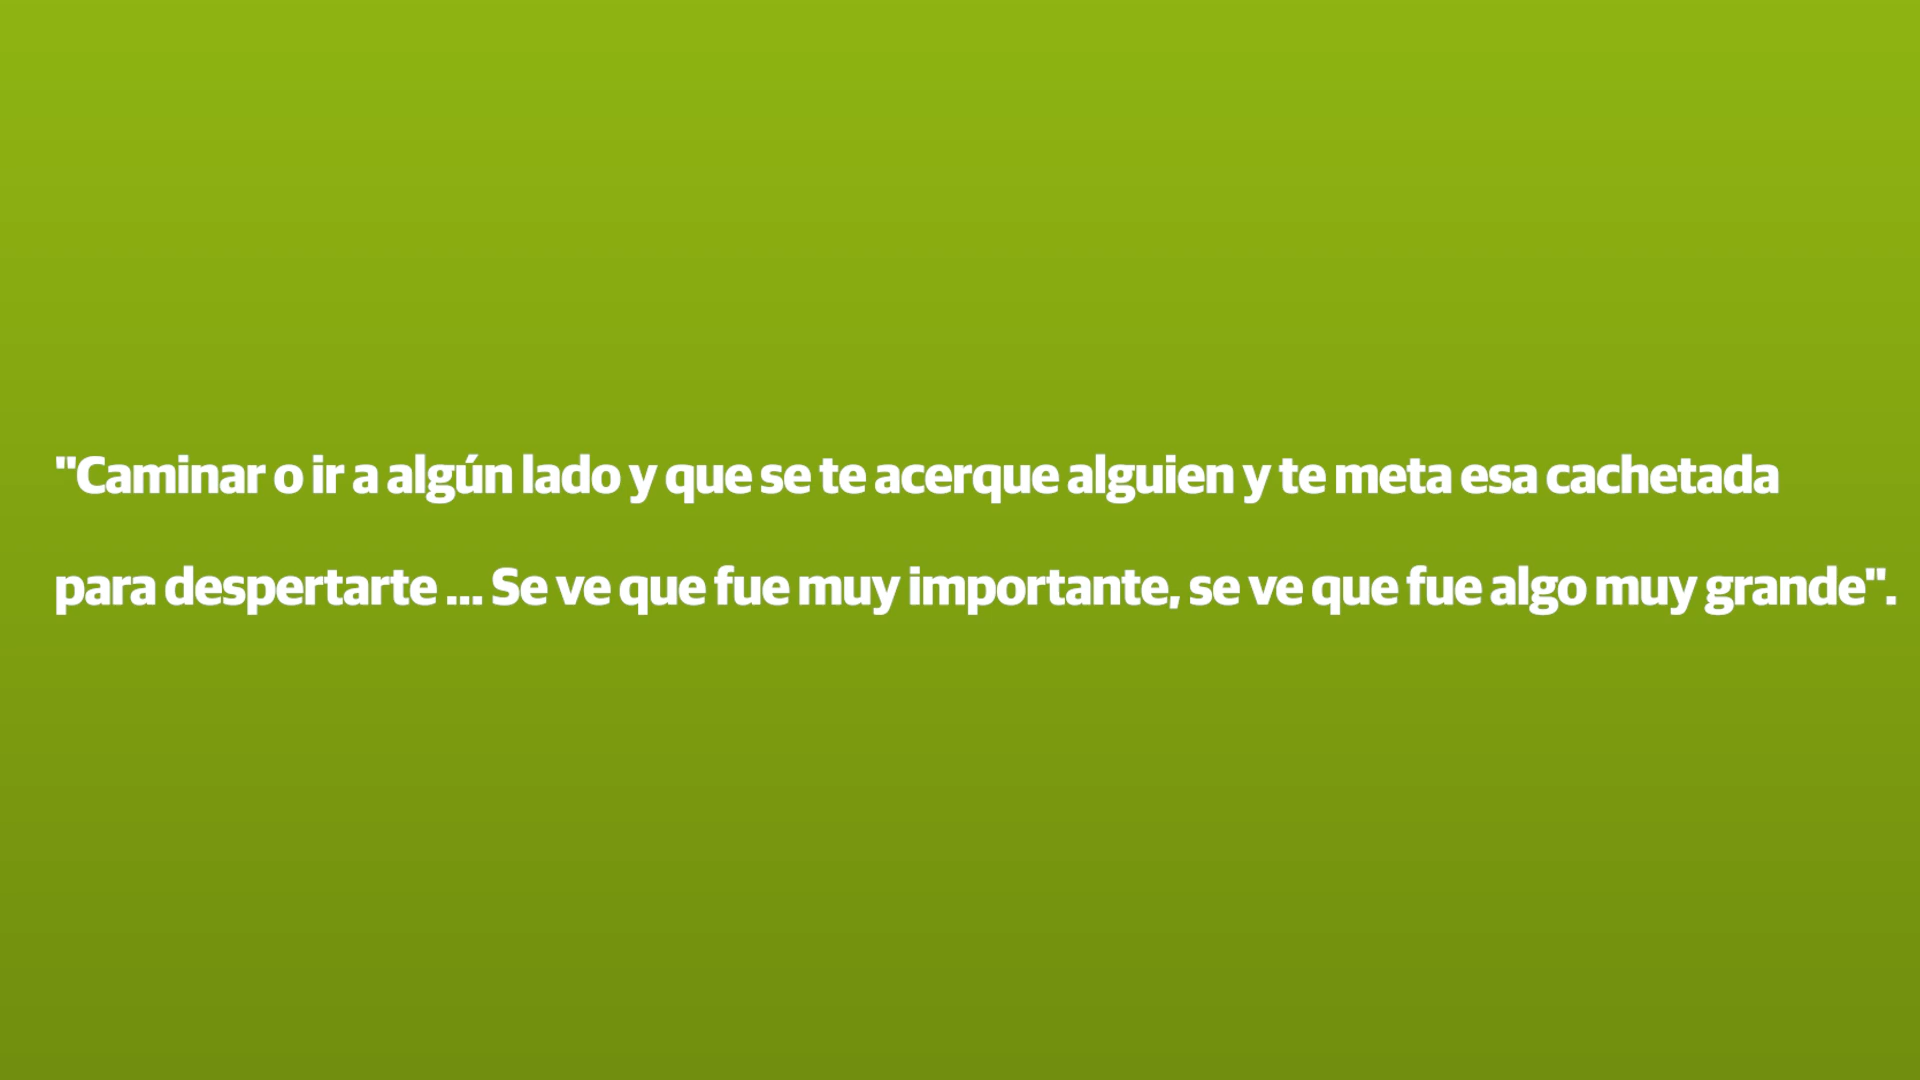 "Caminar o ir a algún lado y que se te acerque alguien y te meta esa cachetada
para despertarte ... Se ve que fue muy importante, se ve que fue algo muy grande".